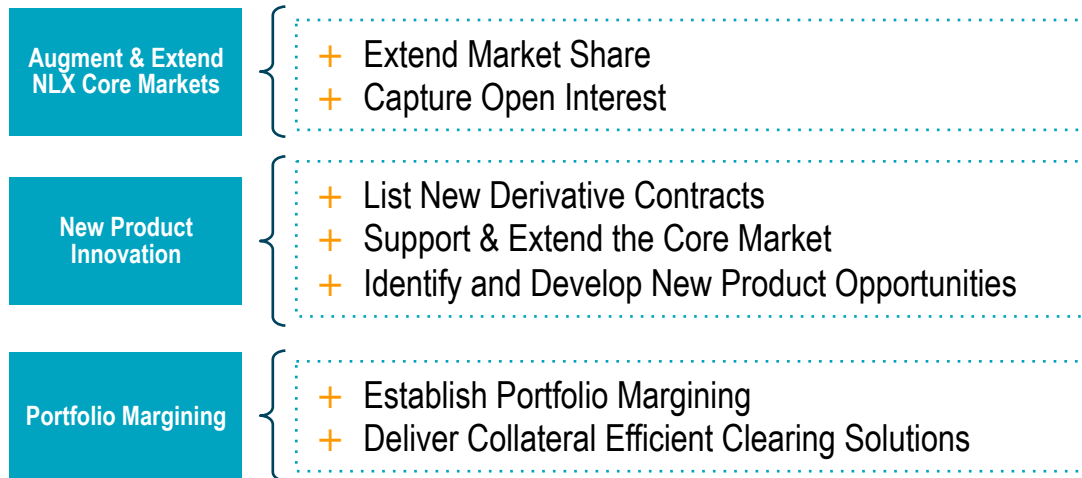 Augment & Extend
NLX Core Markets
+ Extend Market Share
+ Capture Open Interest
New Product
Innovation
+ List New Derivative Contracts
+ Support & Extend the Core Market
+ Identify and Develop New Product Opportunities
Portfolio Margining
+ Establish Portfolio Margining
+ Deliver Collateral Efficient Clearing Solutions